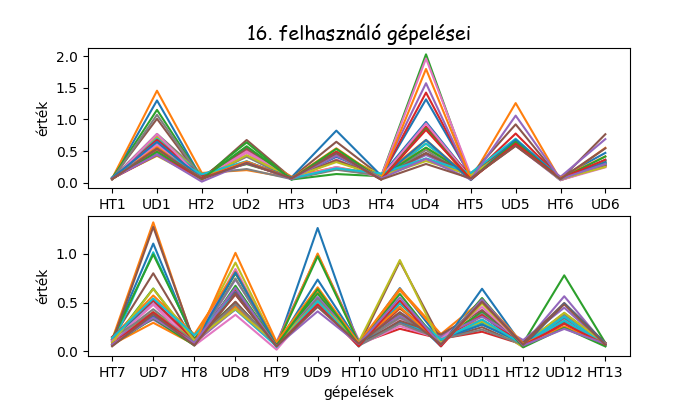 16. felhasználó gépelései
érték
2.0
1.5
1.0
0.5
0.0
HT1 UD1 HT2 UD2 HT3 UD3 HT4 UD4 HT5 UD5 HT6 UD6
érték
1.0
0.5
0.0
HT7 UD7 HT8 UD8 HT9 UD9 HT10 UD10 HT11 UD11 HT12 UD12 HT13
gépelések